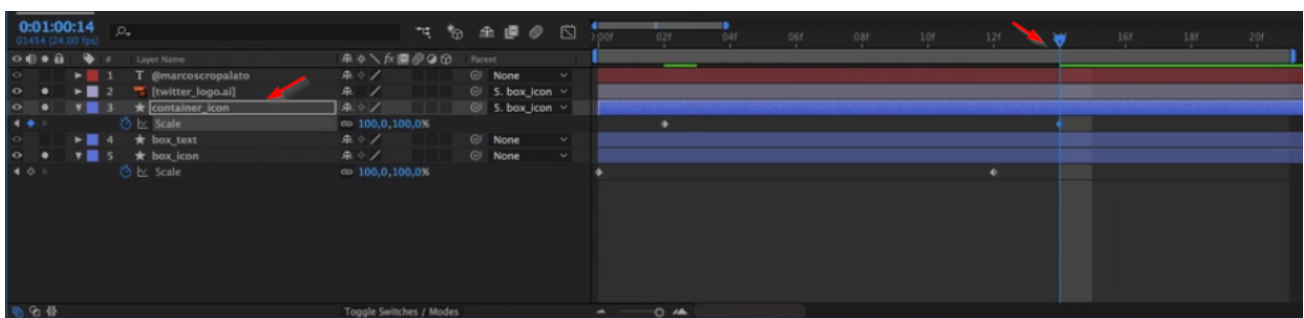 0:01:00:14
01454 (24.00 fps)
:00f 02f 04f 06f 08f 10f 12f 16f 18f 20f
# Layer Name Parent
1 T @marcoscropalato None
2 [twitter_logo.ai] 5. box_icon
3 container_icon 5. box_icon
Scale 100,0,100,0%
4 box_text None
5 box_icon None
Scale 100,0,100,0%
Toggle Switches / Modes